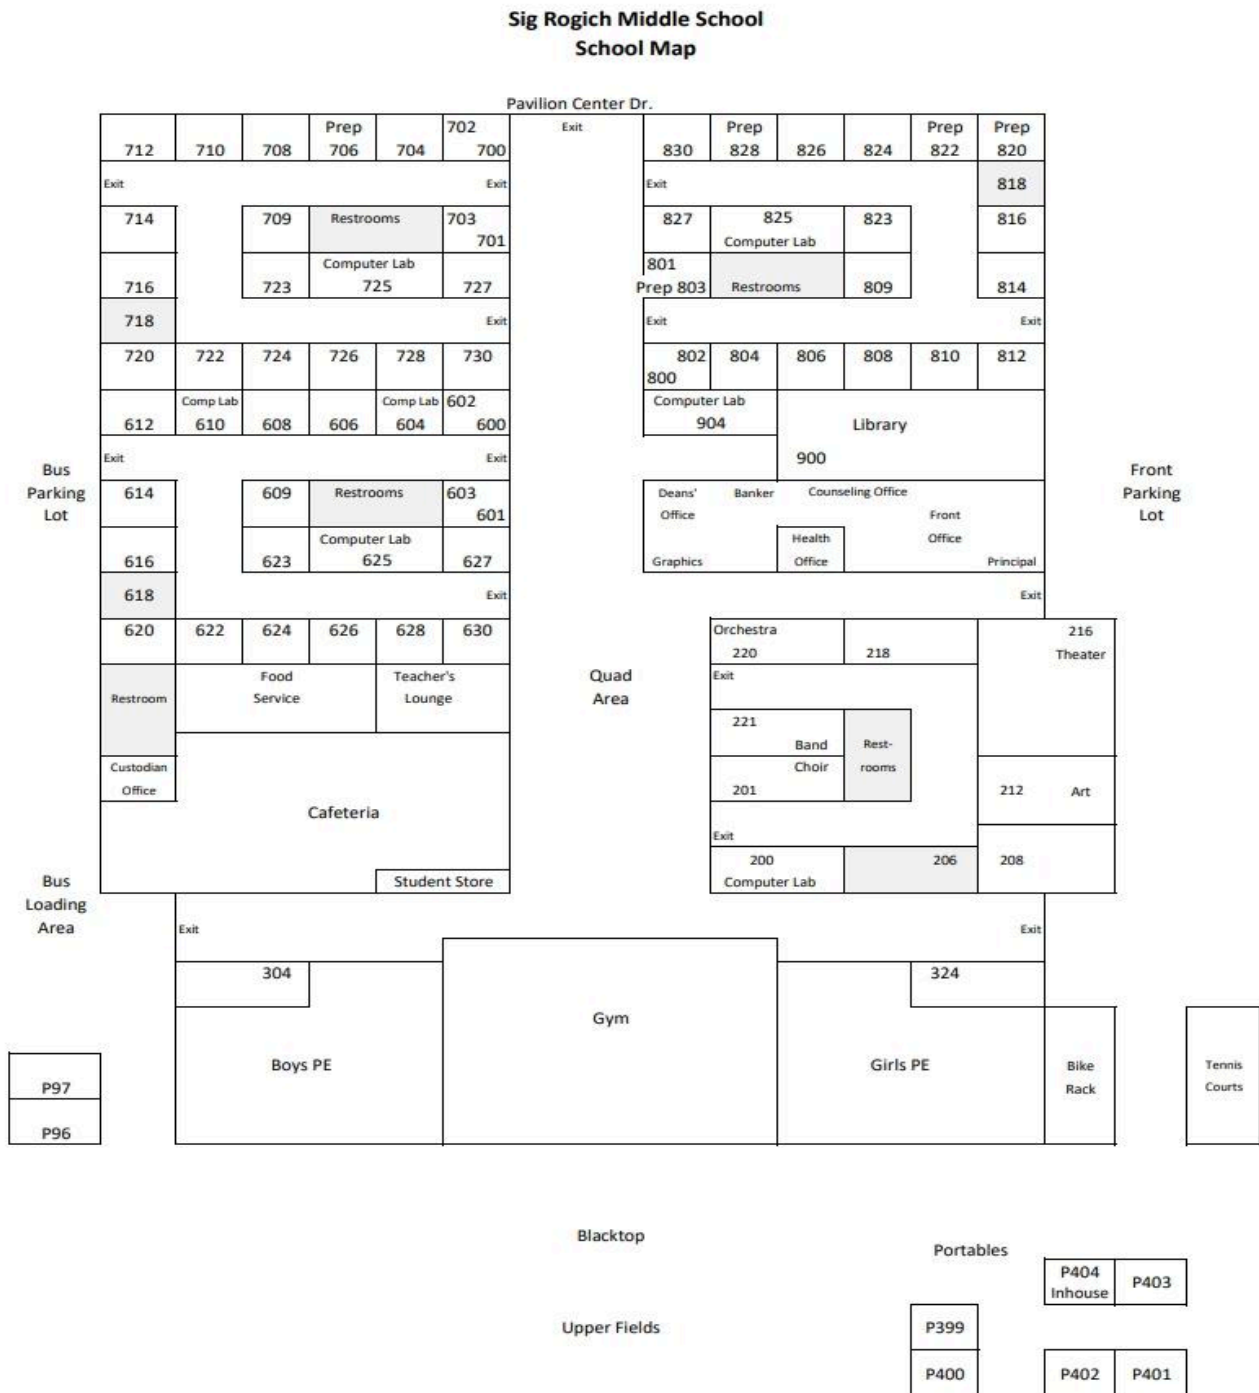 Sig Rogich Middle School
School Map
Pavilion Center Dr.
Prep 702 Exit Prep Prep Prep
712 710 708 706 704 700 830 828 826 824 822 820
Exit Exit Exit 818
714 709 Restrooms 703 827 825 823 816
701 Computer Lab
Computer Lab 801
716 723 725 727 Prep 803 Restrooms 809 814
718 Exit Exit Exit
720 722 724 726 728 730 802 804 806 808 810 812
800
Comp Lab Comp Lab 602 Computer Lab
612 610 608 606 604 600 904 Library
Exit Exit 900
Bus
Parking
Lot
Front
Parking
Lot
614 609 Restrooms 603 Deans' Banker Counseling Office
601 Office Front
Computer Lab Health Office
616 623 625 627 Graphics Office Principal
618 Exit Exit
620 622 624 626 628 630 Orchestra 216
220 218 Theater
Food Teacher's Quad Exit
Restroom Service Lounge Area
221
Band Rest-
Custodian Choir rooms
Office 201 212 Art
Cafeteria
Exit
200 206 208
Student Store Computer Lab
Bus
Loading
Area
Exit Exit
304 324
Gym
Boys PE Girls PE Bike Tennis
Rack Courts
P97
P96
Blacktop
Portables
P404 P403
Inhouse
Upper Fields P399
P400 P402 P401